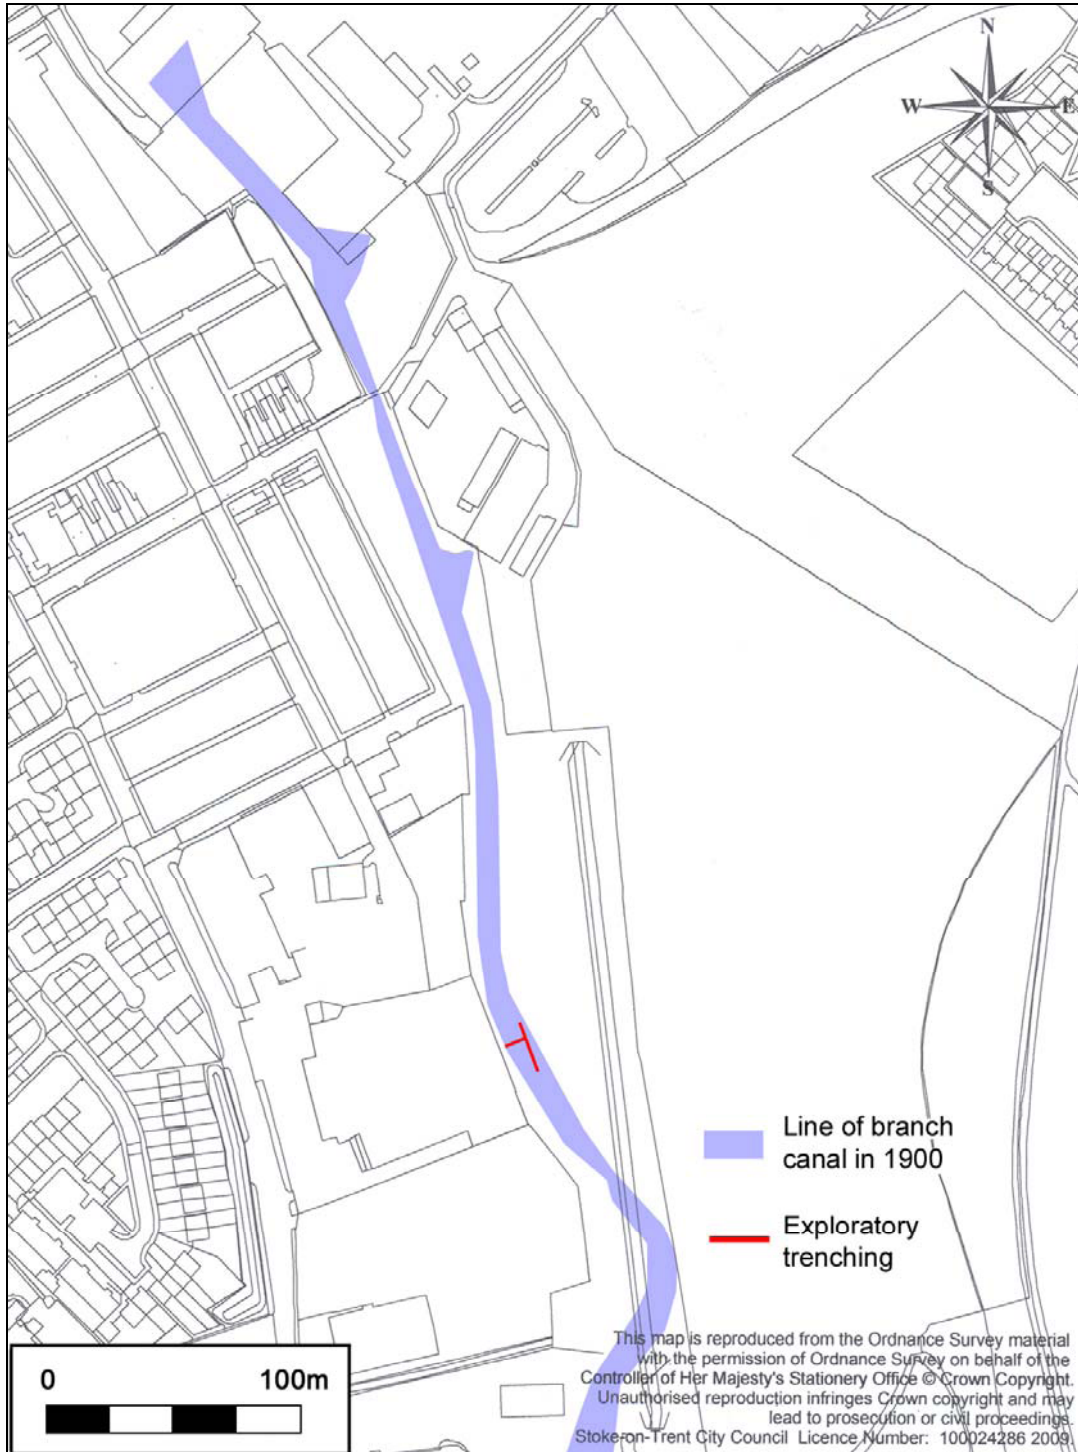 N
W E
S
Line of branch
canal in 1900
Exploratory
trenching
This map is reproduced from the Ordnance Survey material
with the permission of Ordnance Survey on behalf of the
Controller of Her Majesty's Stationery Office © Crown Copyright.
Unauthorised reproduction infringes Crown copyright and may
lead to prosecution or civil proceedings.
Stoke-on-Trent City Council Licence Number: 100024286 2009.
0 100m